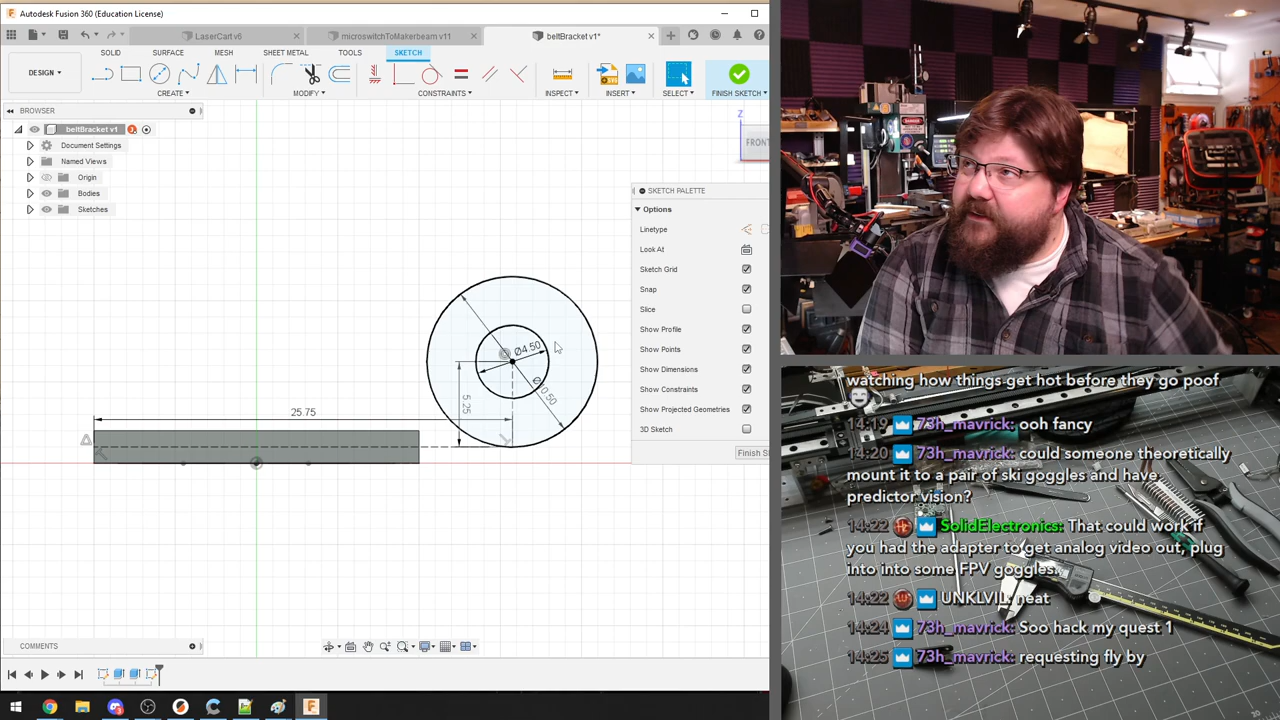 Autodesk Fusion 360 (Education License)
LaserCart v6
microswitchToMakerbeam v11
beltBracket v1*
SOLID
SURFACE
MESH
SHEET METAL
TOOLS
SKETCH
DESIGN
CREATE
MODIFY
CONSTRAINTS
INSPECT
INSERT
SELECT
FINISH SKETCH
BROWSER
beltBracket v1
Document Settings
Named Views
Origin
Bodies
Sketches
Z
FRONT
SKETCH PALETTE
Options
Linetype
Look At
Sketch Grid
Snap
Slice
Show Profile
Show Points
Show Dimensions
Show Constraints
Show Projected Geometries
3D Sketch
Finish S
Ø4.50
5.25
25.75
COMMENTS
watching how things get hot before they go poof
14:19 73h_mavrick: ooh fancy
14:20 73h_mavrick: could someone theoretically
mount it to a pair of ski goggles and have
predictor vision?
14:22 SolidElectronics: That could work if
you had the adapter to get analog video out, plug
into into some FPV goggles..
14:22 UNKLVIL: neat
14:24 73h_mavrick: Soo hack my quest 1
14:25 73h_mavrick: requesting fly by